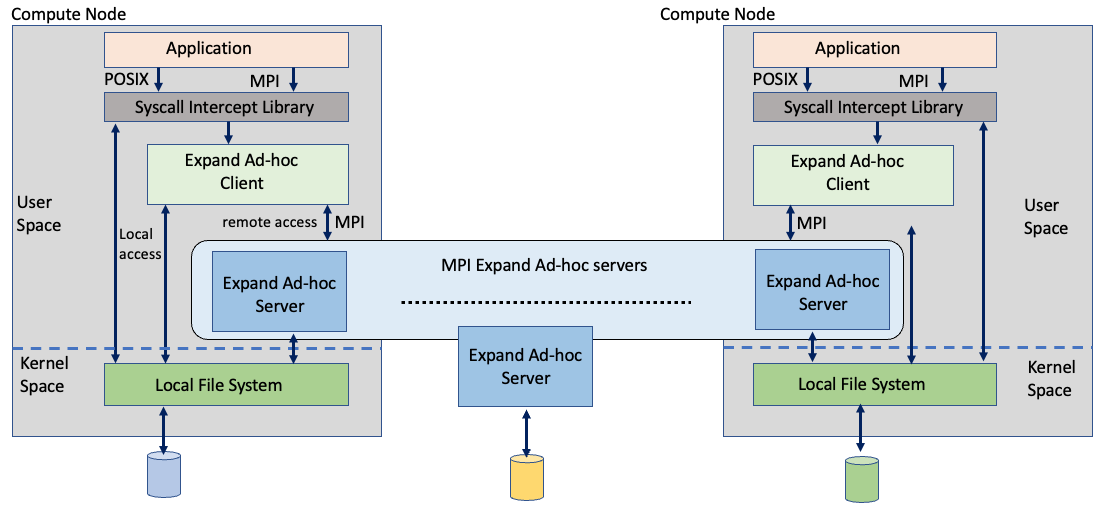 Compute Node
Application
POSIX
MPI
Syscall Intercept Library
Expand Ad-hoc
Client
User
Space
Local
access
remote access
MPI
Expand Ad-hoc
Server
Kernel
Space
Local File System
MPI Expand Ad-hoc servers
Expand Ad-hoc
Server
Compute Node
Application
POSIX
MPI
Syscall Intercept Library
Expand Ad-hoc
Client
User
Space
MPI
Expand Ad-hoc
Server
Kernel
Space
Local File System